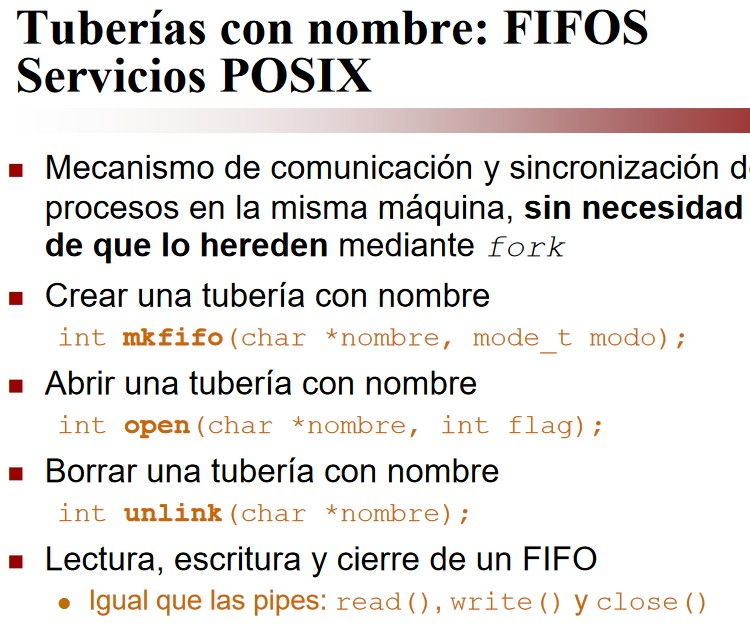 Tuberías con nombre: FIFOS
Servicios POSIX
Mecanismo de comunicación y sincronización
procesos en la misma máquina, sin necesidad
de que lo hereden mediante fork
Crear una tubería con nombre
int mkfifo(char *nombre, mode_t modo);
Abrir una tubería con nombre
int open(char *nombre, int flag);
Borrar una tubería con nombre
int unlink(char *nombre);
Lectura, escritura y cierre de un FIFO
Igual que las pipes: read(), write() y close()